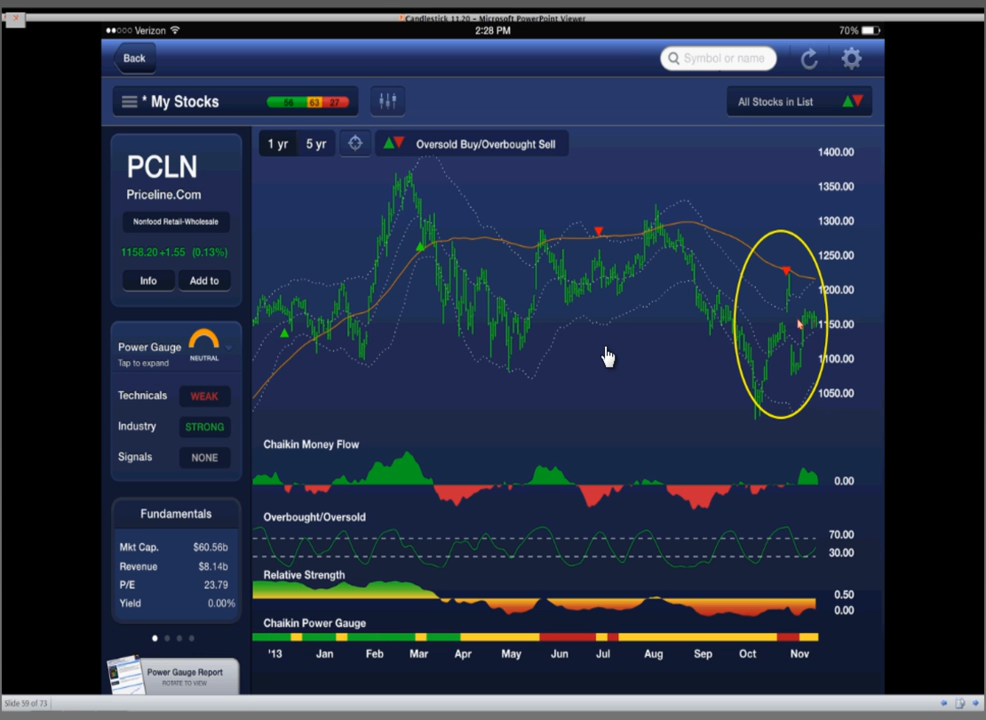 Candlestick 11.20 - Microsoft PowerPoint Viewer
Verizon 2:28 PM 70%
Back Symbol or name
* My Stocks 56 63 27 All Stocks in List
1 yr 5 yr Oversold Buy/Overbought Sell
PCLN
Priceline.Com
Nonfood Retail-Wholesale
1158.20 +1.55 (0.13%)
Info Add to
Power Gauge
Tap to expand
NEUTRAL
Technicals WEAK
Industry STRONG
Signals NONE
Fundamentals
Mkt Cap. $60.56b
Revenue $8.14b
P/E 23.79
Yield 0.00%
Power Gauge Report
ROTATE TO VIEW
1400.00
1350.00
1300.00
1250.00
1200.00
1150.00
1100.00
1050.00
Chaikin Money Flow
0.00
Overbought/Oversold
70.00
30.00
Relative Strength
0.50
0.00
Chaikin Power Gauge
'13 Jan Feb Mar Apr May Jun Jul Aug Sep Oct Nov
Slide 59 of 73